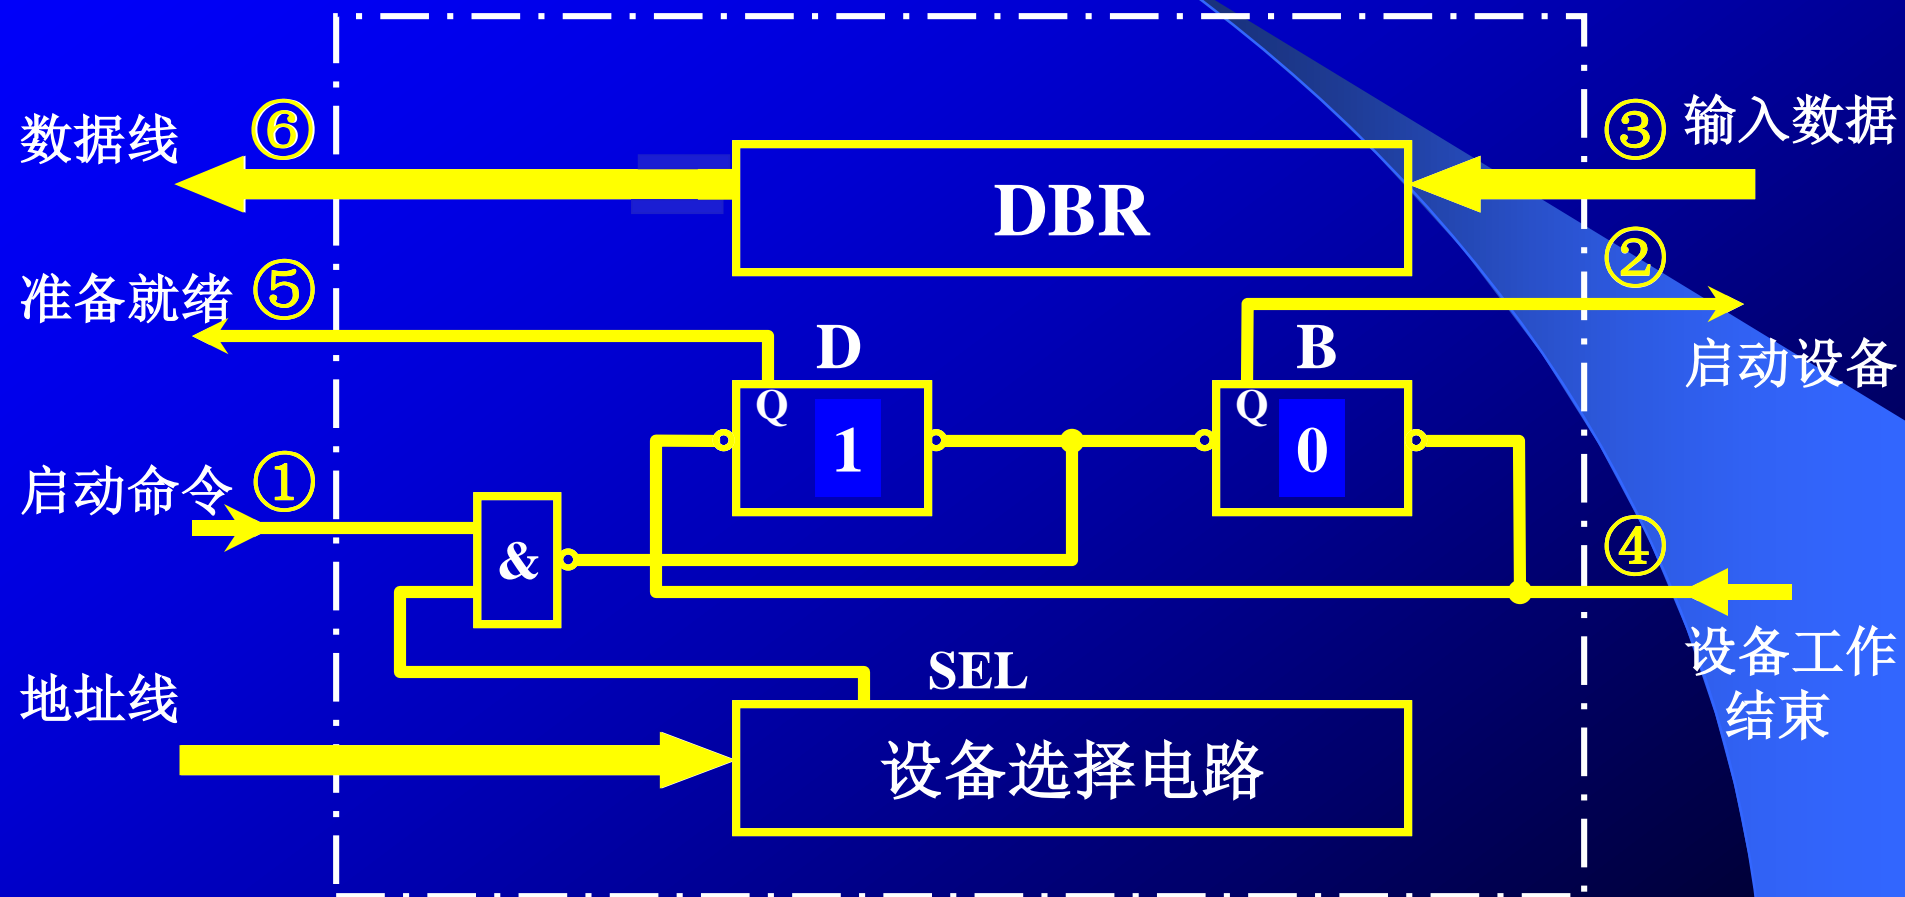 数据线
⑥
③
输入数据
DBR
②
准备就绪
⑤
D
B
启动设备
Q
1
Q
0
启动命令
①
&
④
设备工作
结束
地址线
SEL
设备选择电路